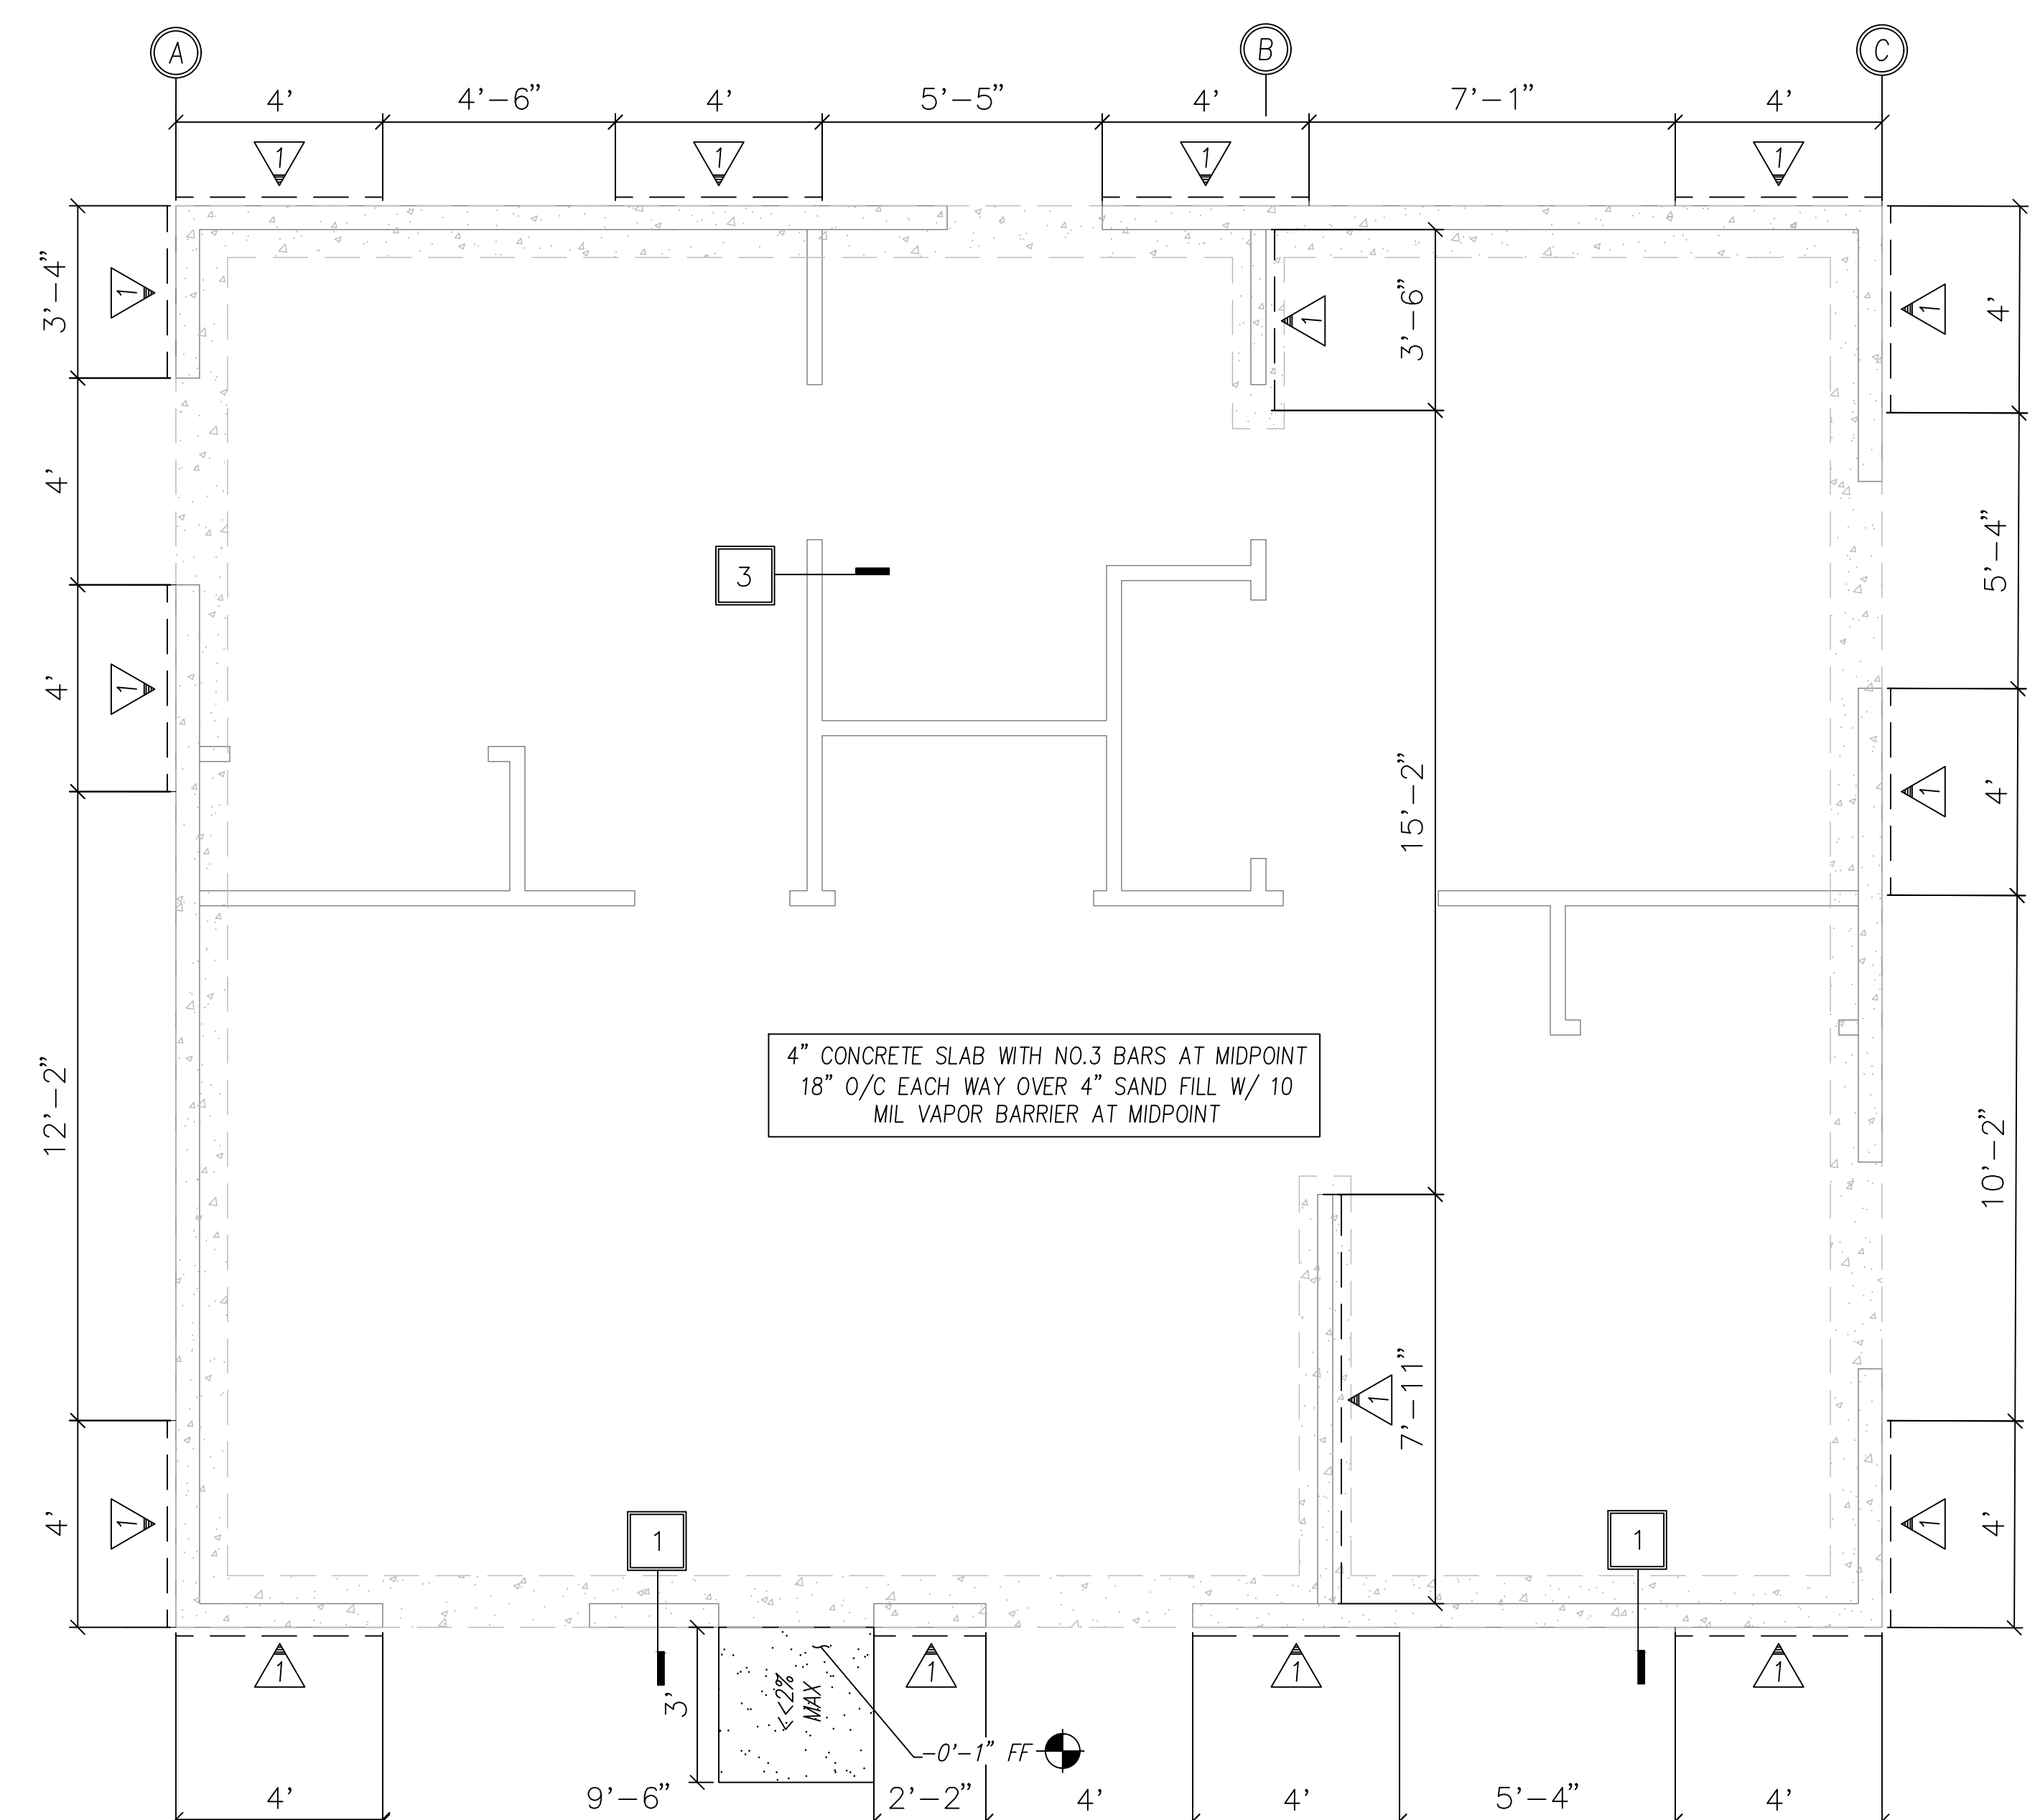 A B C
4’ 4’-6” 4’ 5’-5” 4’ 7’-1” 4’
1 1 1 1
3’-4”
1
1
3’-6”
1
4’
4’
5’-4”
3
4’
1
15’-2”
1
4’
4” CONCRETE SLAB WITH NO.3 BARS AT MIDPOINT
18” O/C EACH WAY OVER 4” SAND FILL W/ 10
MIL VAPOR BARRIER AT MIDPOINT
12’-2”
10’-2”
7’-11”
1
4’
1
1
1
1
4’
1 1 1 1
3’
<<2%
MAX
-0’-1” FF
4’ 9’-6” 2’-2” 4’ 4’ 5’-4” 4’